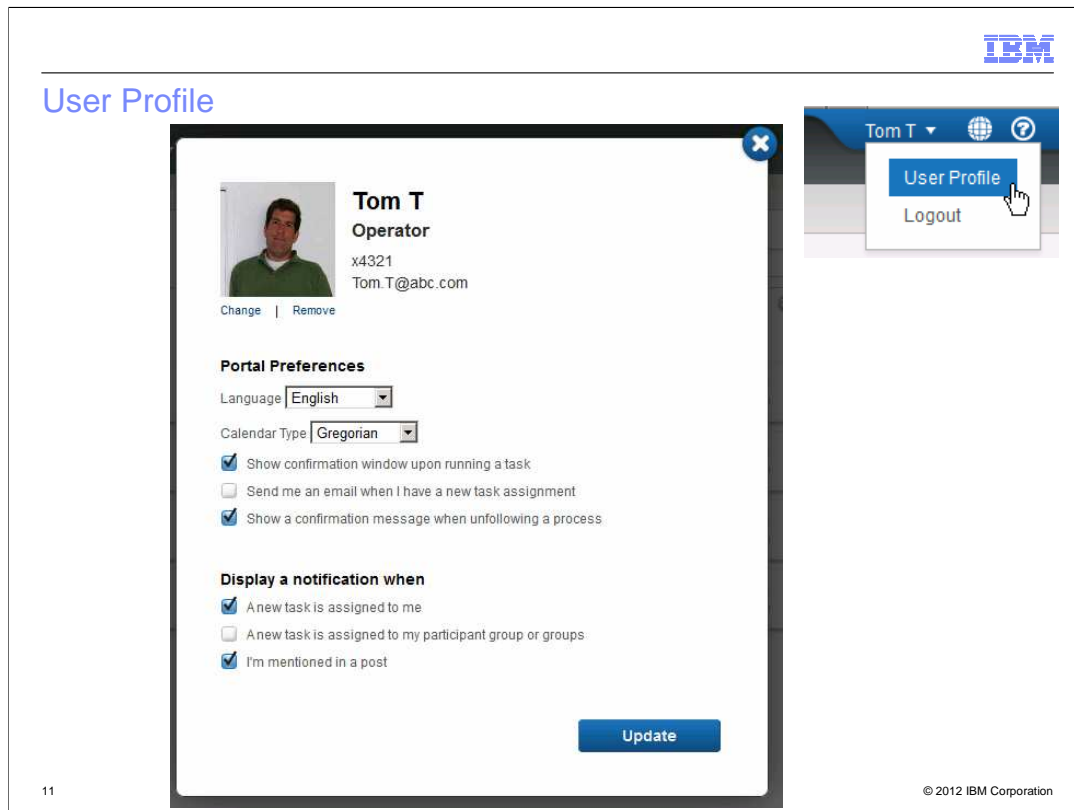 IBM
User Profile
Tom T
User Profile
Logout
Tom T
Operator
x4321
Tom.T@abc.com
Change | Remove
Portal Preferences
Language English
Calendar Type Gregorian
Show confirmation window upon running a task
Send me an email when I have a new task assignment
Show a confirmation message when unfollowing a process
Display a notification when
A new task is assigned to me
A new task is assigned to my participant group or groups
I'm mentioned in a post
Update
11
© 2012 IBM Corporation